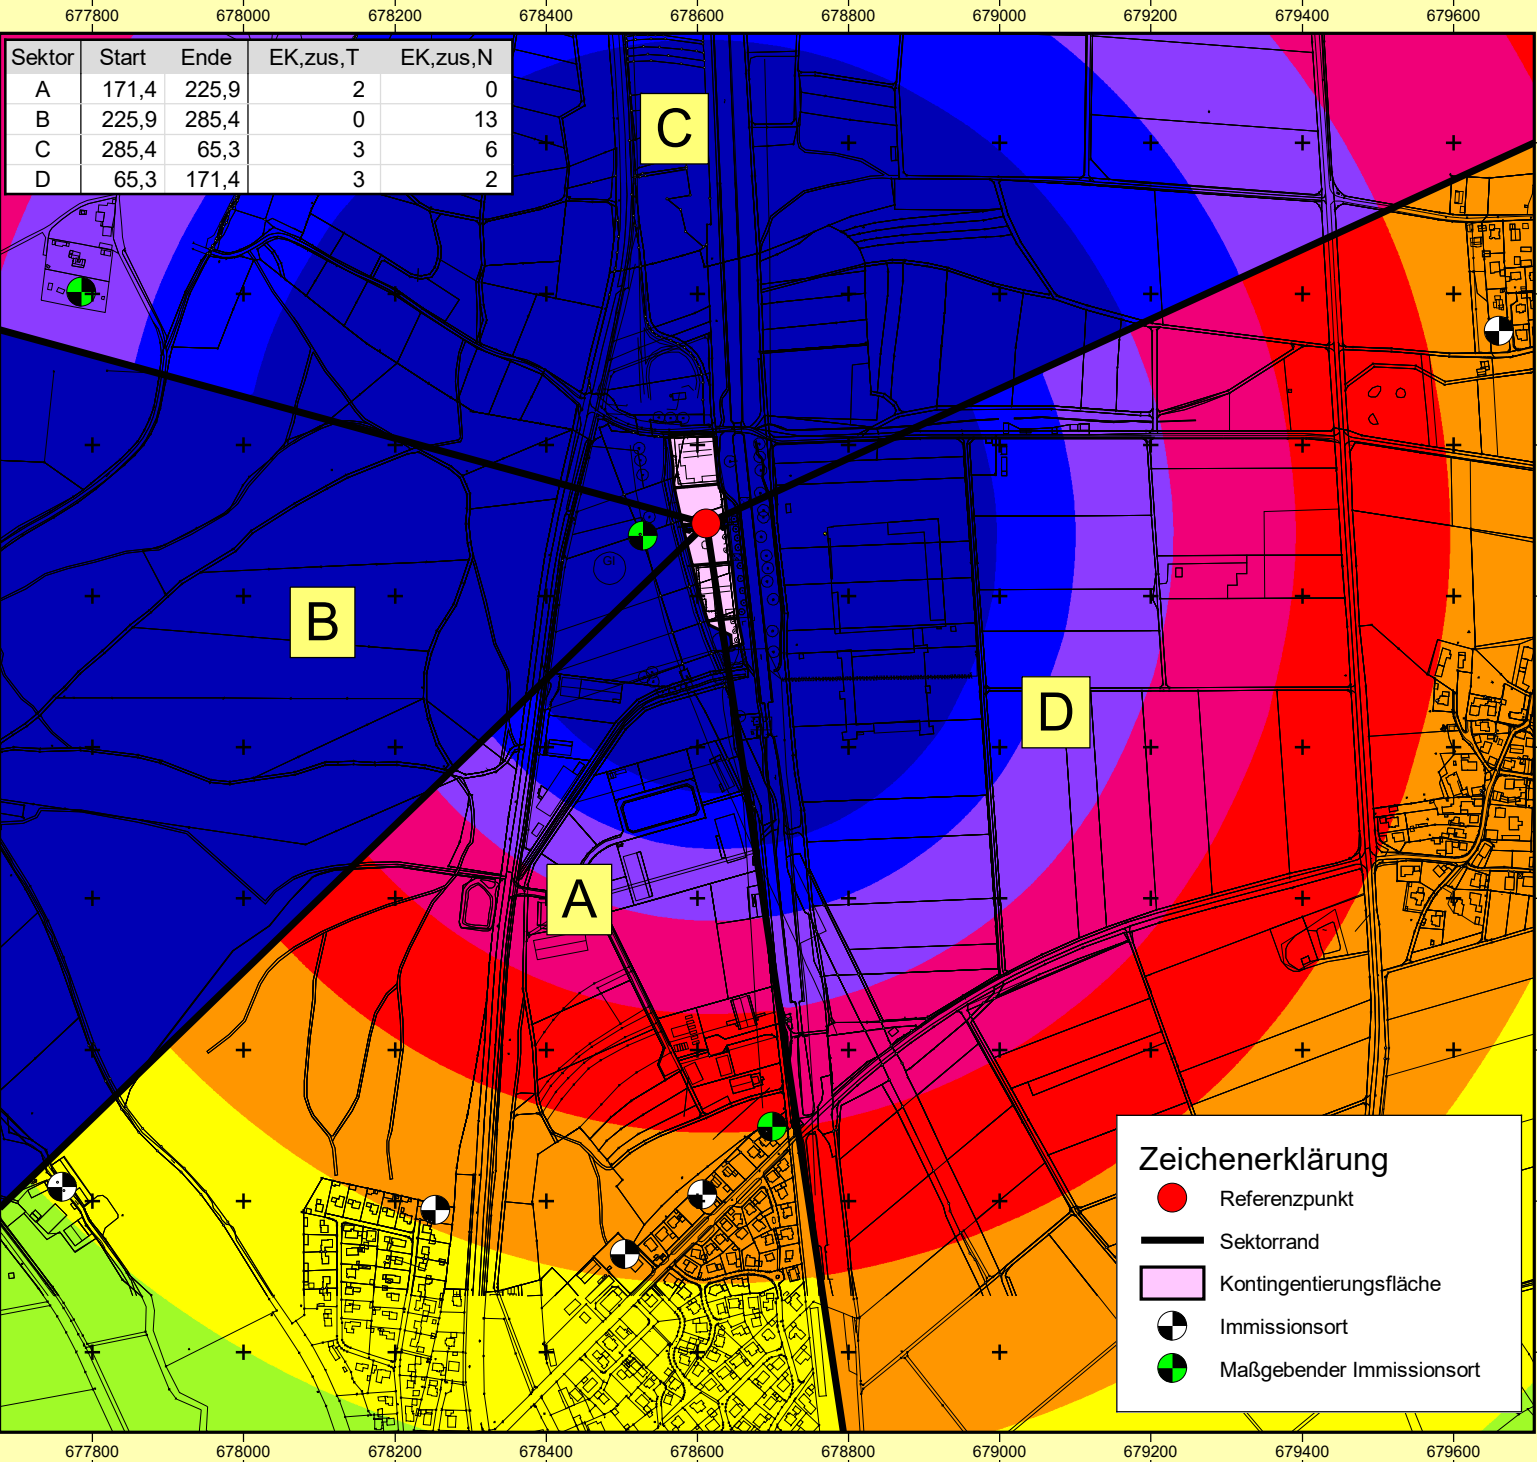 677800 678000 678200 678400 678600 678800 679000 679200 679400 679600
Sektor Start Ende EK,zus,T EK,zus,N
A 171,4 225,9 2 0
B 225,9 285,4 0 13
C 285,4 65,3 3 6
D 65,3 171,4 3 2
C
B
D
A
Zeichenerklärung
Referenzpunkt
Sektorrand
Kontingentierungsfläche
Immissionsort
Maßgebender Immissionsort
677800 678000 678200 678400 678600 678800 679000 679200 679400 679600